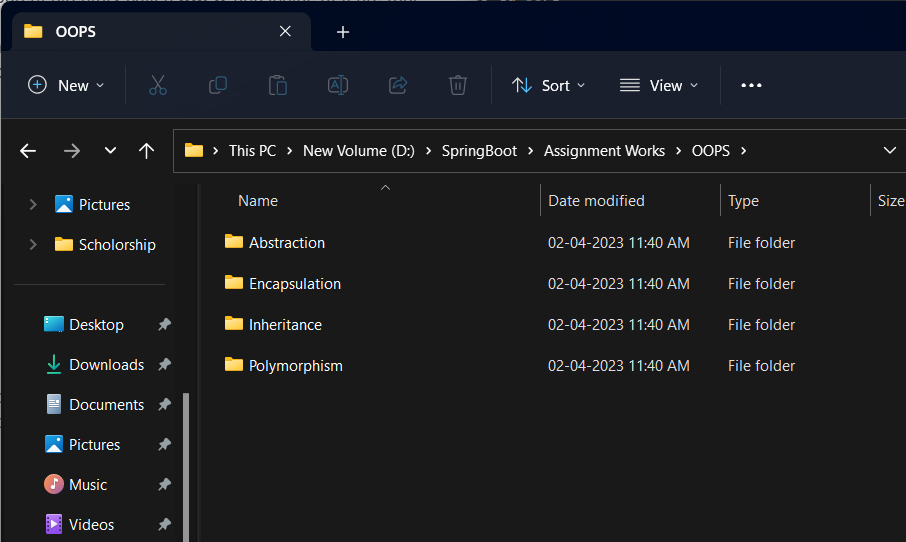 OOPS
New
Sort
View
This PC > New Volume (D:) > SpringBoot > Assignment Works > OOPS >
Pictures
Scholorship
Desktop
Downloads
Documents
Pictures
Music
Videos
Name Date modified Type Size
Abstraction 02-04-2023 11:40 AM File folder
Encapsulation 02-04-2023 11:40 AM File folder
Inheritance 02-04-2023 11:40 AM File folder
Polymorphism 02-04-2023 11:40 AM File folder